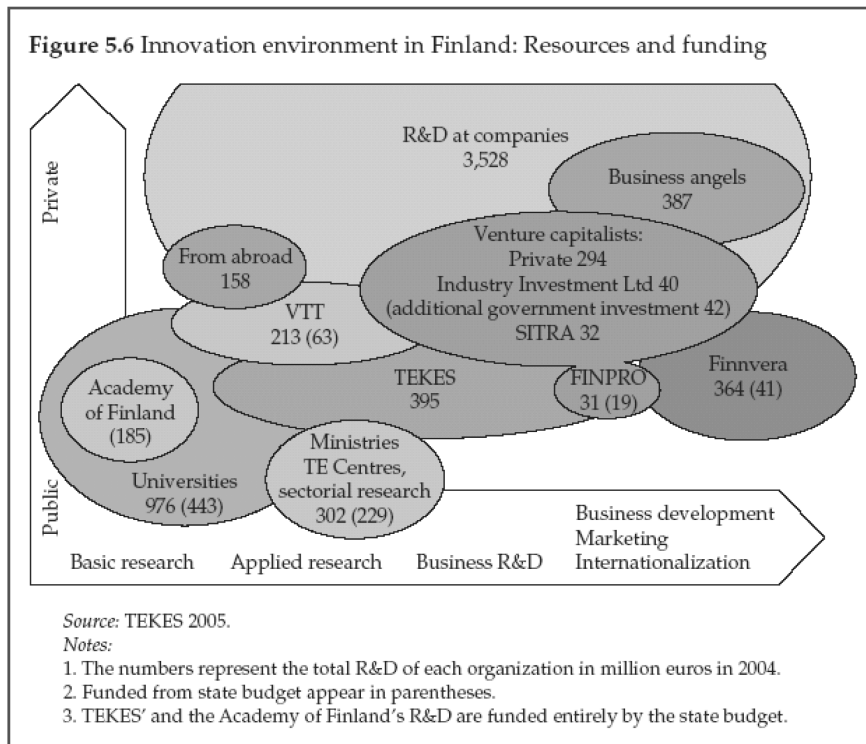 Figure 5.6 Innovation environment in Finland: Resources and funding
Private
Public
R&D at companies
3,528
Business angels
387
From abroad
158
Venture capitalists:
Private 294
Industry Investment Ltd 40
(additional government investment 42)
SITRA 32
VTT
213 (63)
Academy
of Finland
(185)
TEKES
395
FINPRO
31 (19)
Finnvera
364 (41)
Universities
976 (443)
Ministries
TE Centres,
sectorial research
302 (229)
Basic research
Applied research
Business R&D
Business development
Marketing
Internationalization
Source: TEKES 2005.
Notes:
1. The numbers represent the total R&D of each organization in million euros in 2004.
2. Funded from state budget appear in parentheses.
3. TEKES' and the Academy of Finland's R&D are funded entirely by the state budget.